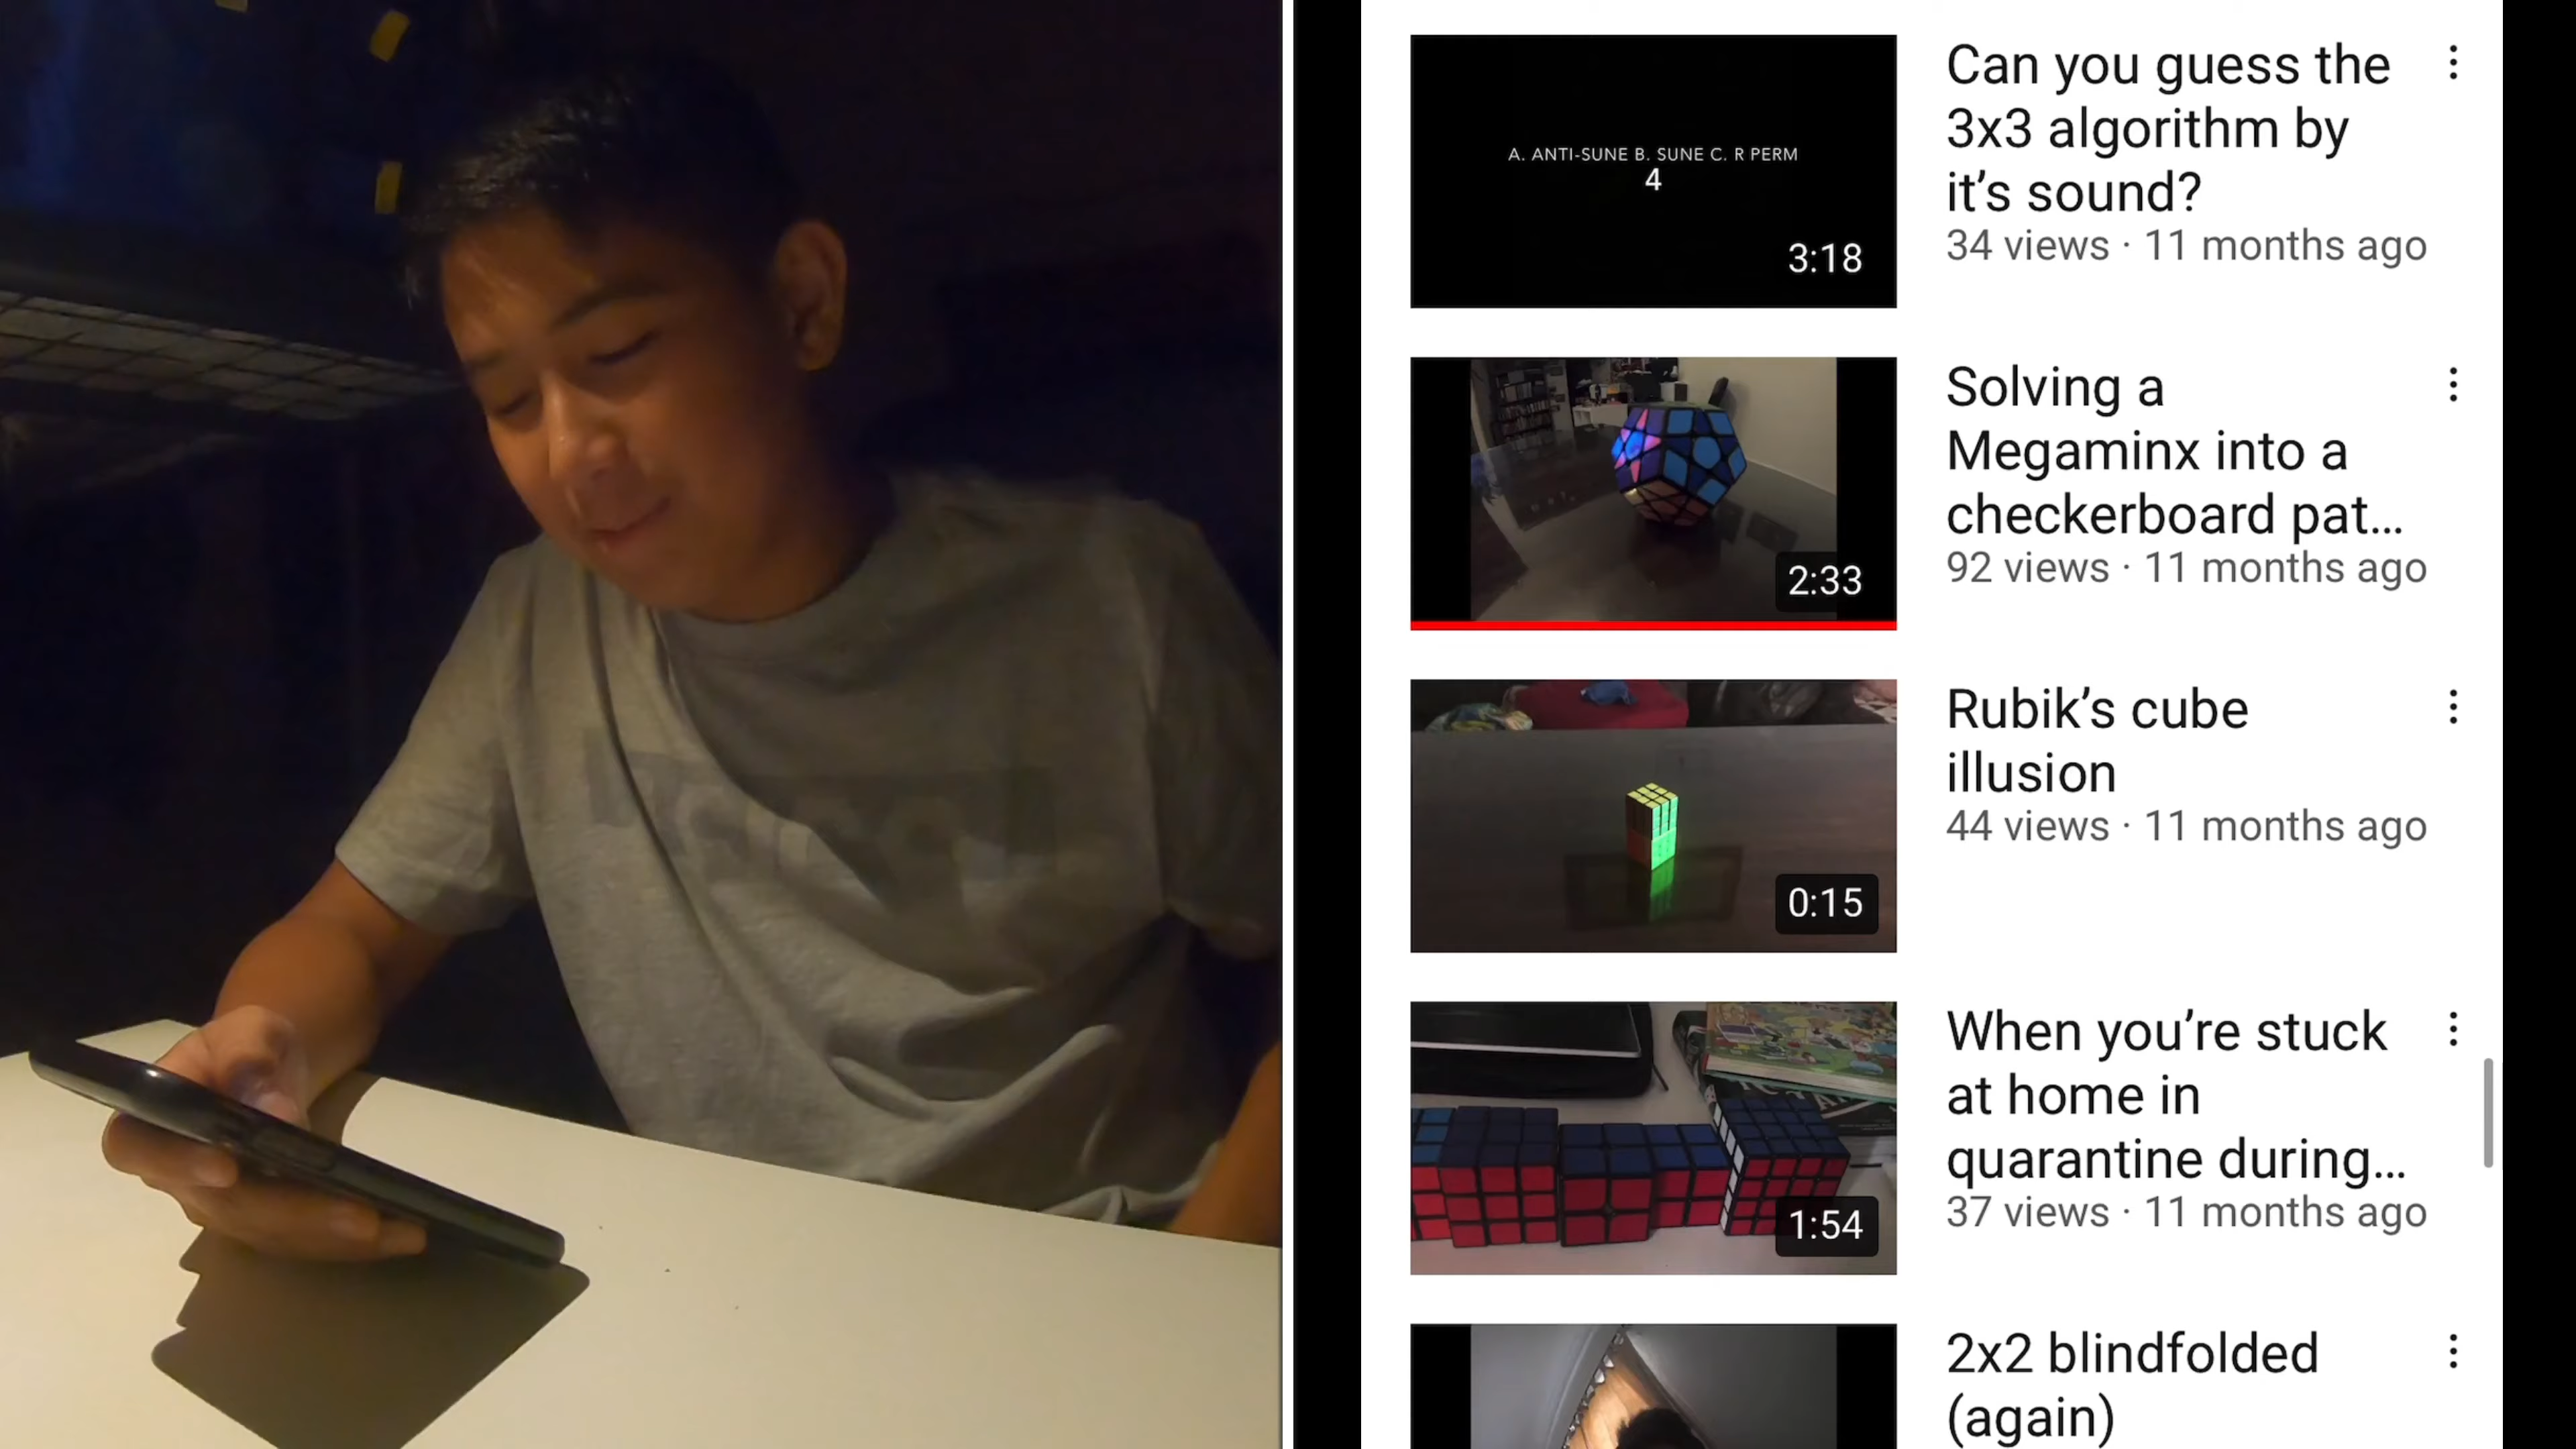 A. ANTI-SUNE B. SUNE C. R PERM
4
3:18
Can you guess the
3x3 algorithm by
it’s sound?
34 views · 11 months ago
2:33
Solving a
Megaminx into a
checkerboard pat...
92 views · 11 months ago
0:15
Rubik’s cube
illusion
44 views · 11 months ago
1:54
When you’re stuck
at home in
quarantine during...
37 views · 11 months ago
2x2 blindfolded
(again)